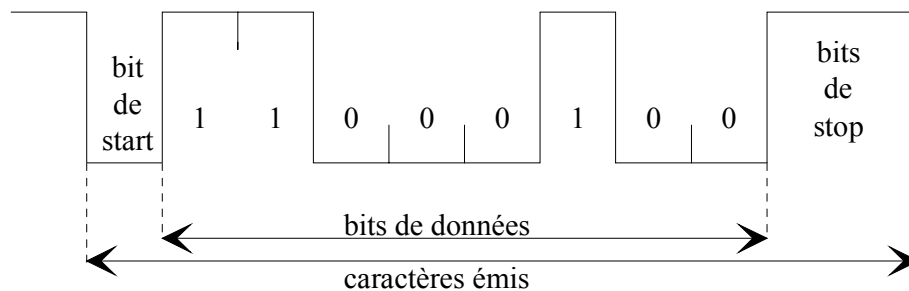 bit
de
start
1 1 0 0 0 1 0 0
bits
de
stop
bits de données
caractères émis